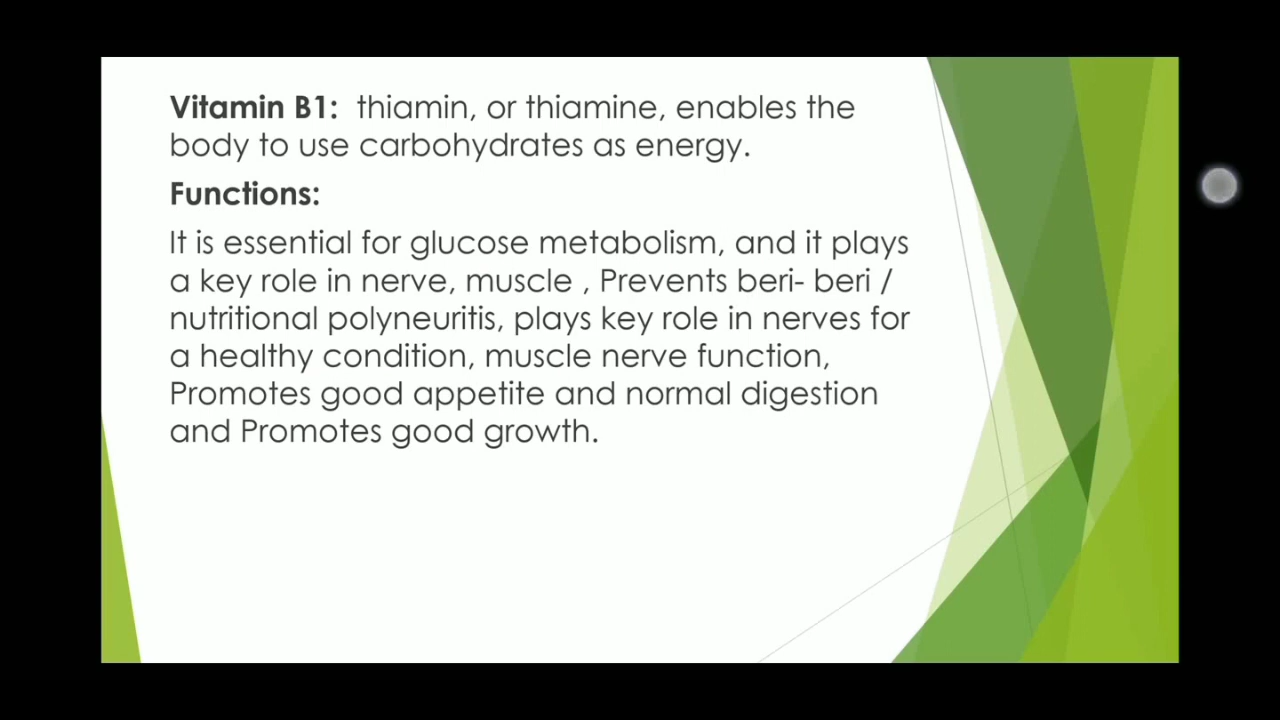 Vitamin B1: thiamin, or thiamine, enables the
body to use carbohydrates as energy.
Functions:
It is essential for glucose metabolism, and it plays
a key role in nerve, muscle , Prevents beri- beri /
nutritional polyneuritis, plays key role in nerves for
a healthy condition, muscle nerve function,
Promotes good appetite and normal digestion
and Promotes good growth.